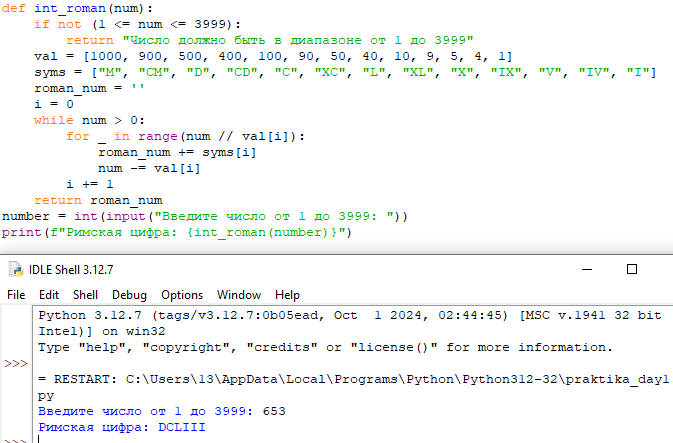 def int_roman(num):
    if not (1 <= num <= 3999):
        return "Число должно быть в диапазоне от 1 до 3999"
    val = [1000, 900, 500, 400, 100, 90, 50, 40, 10, 9, 5, 4, 1]
    syms = ["M", "CM", "D", "CD", "C", "XC", "L", "XL", "X", "IX", "V", "IV", "I"]
    roman_num = ''
    i = 0
    while num > 0:
        for _ in range(num // val[i]):
            roman_num += syms[i]
            num -= val[i]
        i += 1
    return roman_num
number = int(input("Введите число от 1 до 3999: "))
print(f"Римская цифра: {int_roman(number)}")
IDLE Shell 3.12.7
File Edit Shell Debug Options Window Help
Python 3.12.7 (tags/v3.12.7:0b05ead, Oct  1 2024, 02:44:45) [MSC v.1941 32 bit
Intel)] on win32
Type "help", "copyright", "credits" or "license()" for more information.
>>>
= RESTART: C:\Users\13\AppData\Local\Programs\Python\Python312-32\praktika_day1
py
Введите число от 1 до 3999: 653
Римская цифра: DCLIII
>>>